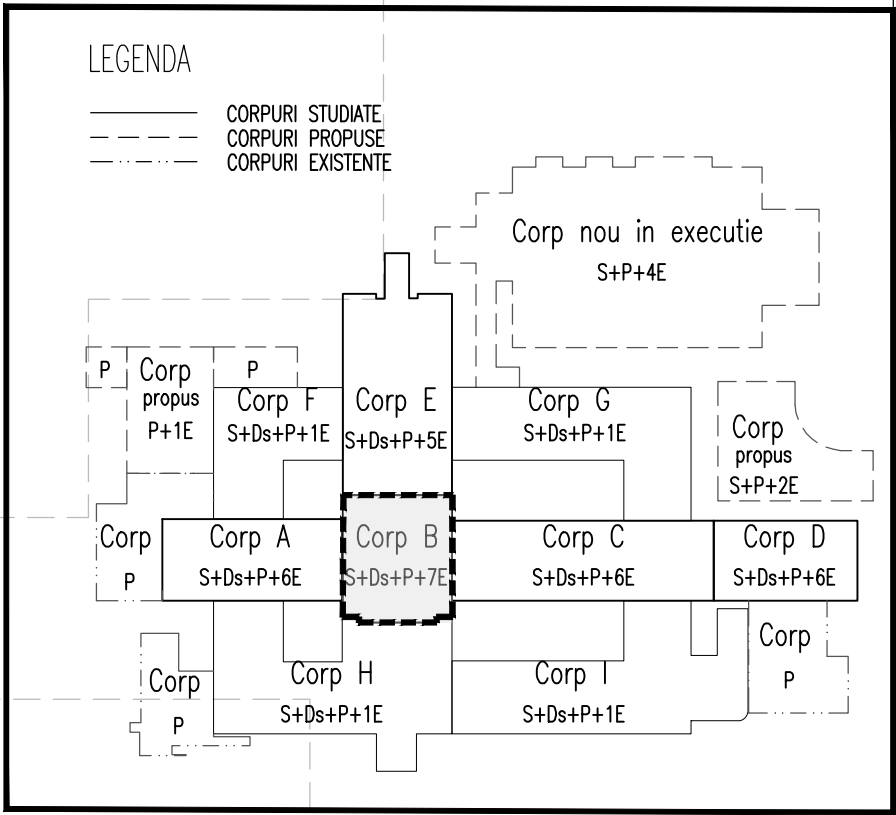 LEGENDA
CORPURI STUDIATE
CORPURI PROPUSE
CORPURI EXISTENTE
Corp nou in executie
S+P+4E
P
Corp
propus
P+1E
P
Corp F
S+Ds+P+1E
Corp E
S+Ds+P+5E
Corp G
S+Ds+P+1E
Corp
propus
S+P+2E
Corp
P
Corp A
S+Ds+P+6E
Corp B
S+Ds+P+7E
Corp C
S+Ds+P+6E
Corp D
S+Ds+P+6E
Corp
P
Corp H
S+Ds+P+1E
Corp I
S+Ds+P+1E
Corp
P